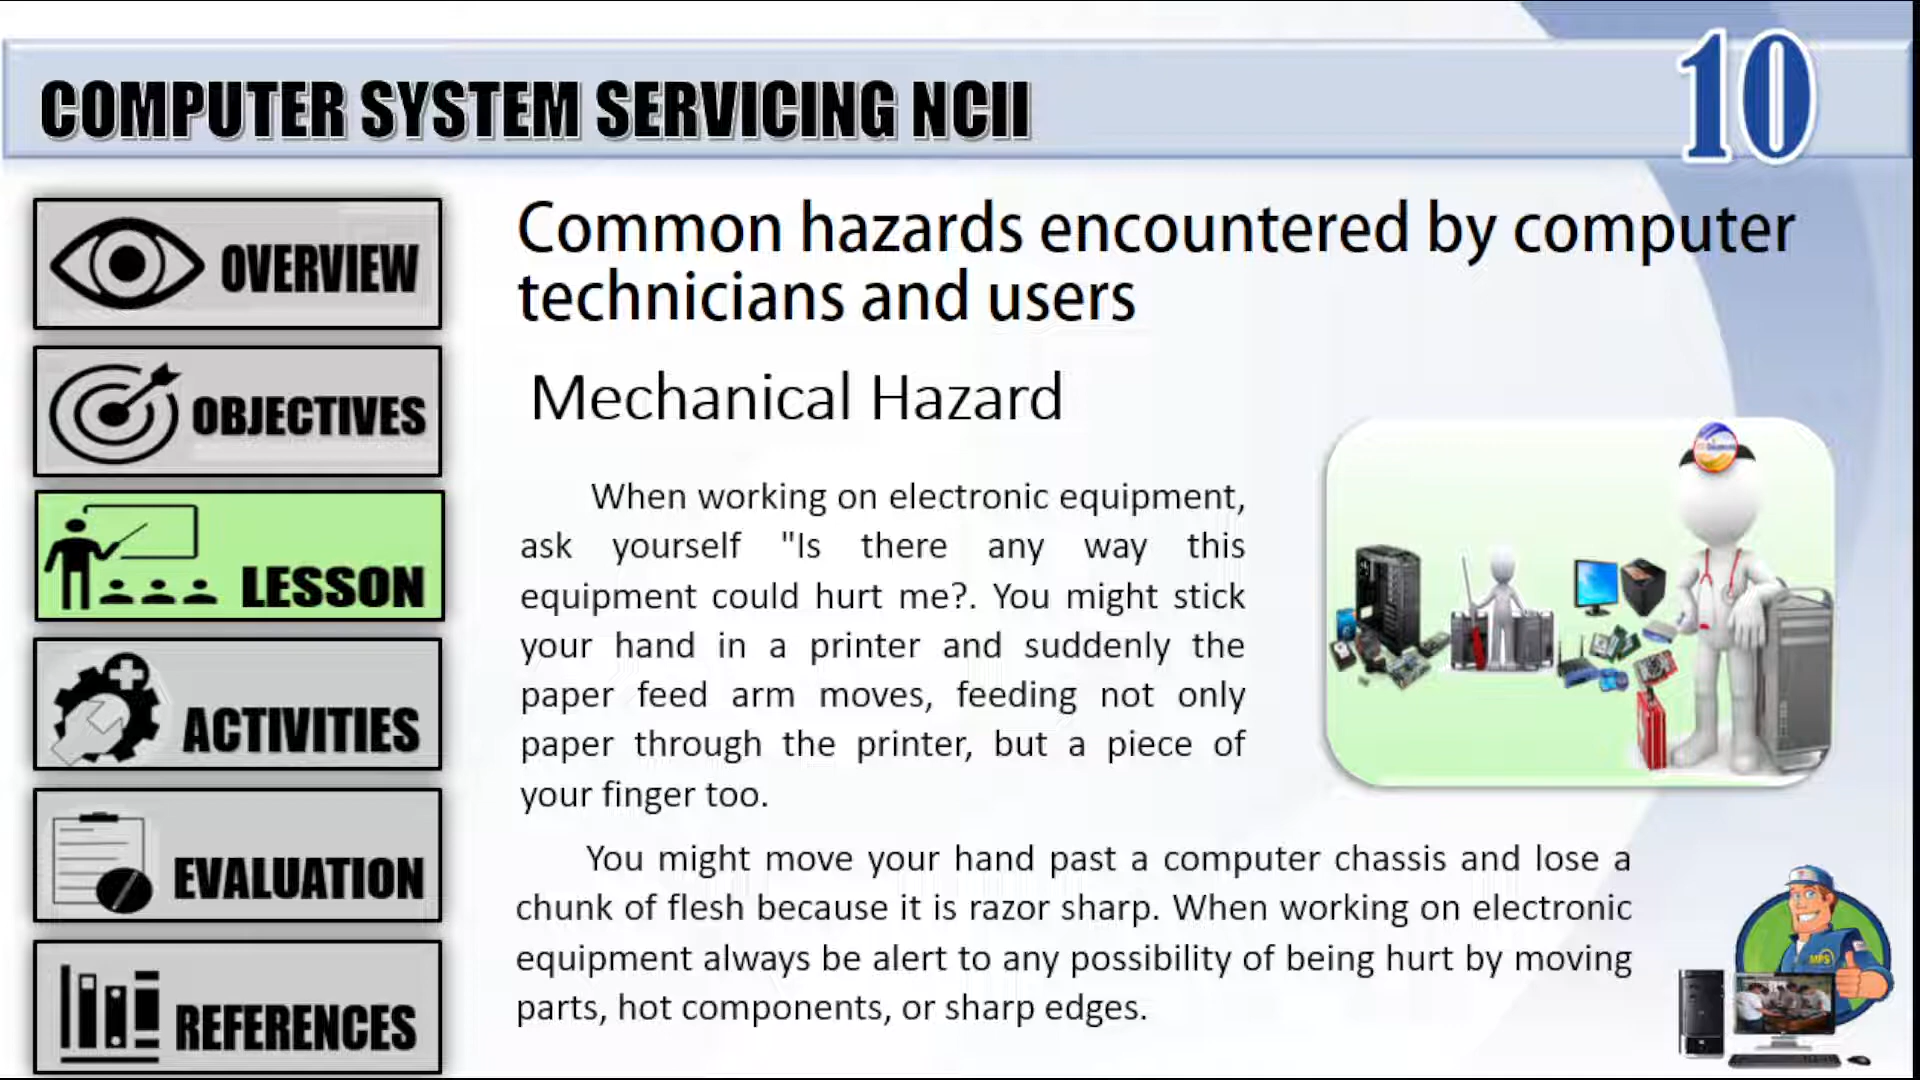 COMPUTER SYSTEM SERVICING NCII
10
OVERVIEW
OBJECTIVES
LESSON
ACTIVITIES
EVALUATION
REFERENCES
Common hazards encountered by computer
technicians and users
Mechanical Hazard
When working on electronic equipment,
ask yourself "Is there any way this
equipment could hurt me?. You might stick
your hand in a printer and suddenly the
paper feed arm moves, feeding not only
paper through the printer, but a piece of
your finger too.
You might move your hand past a computer chassis and lose a
chunk of flesh because it is razor sharp. When working on electronic
equipment always be alert to any possibility of being hurt by moving
parts, hot components, or sharp edges.
MPS